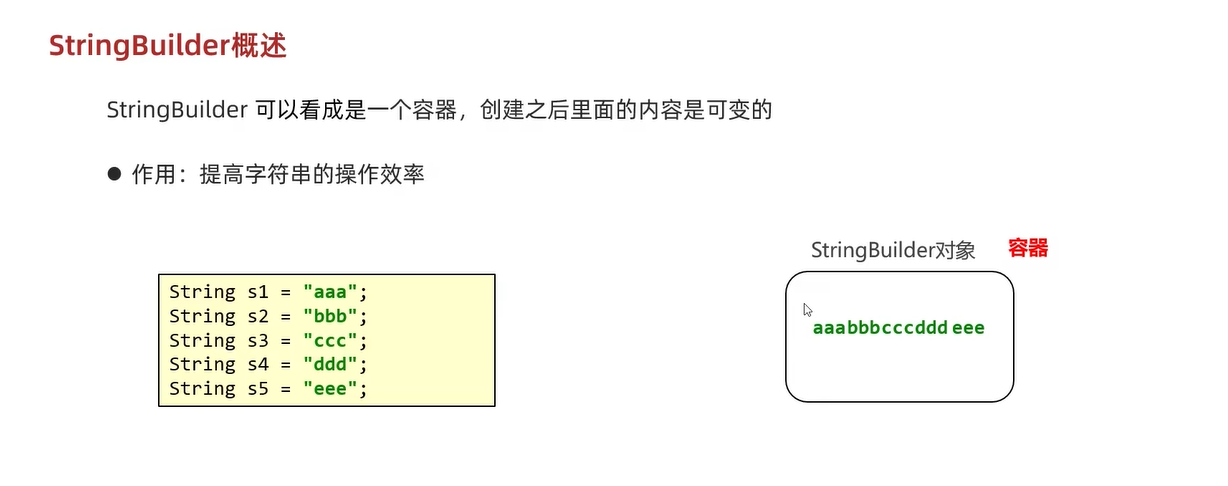 StringBuilder概述
StringBuilder 可以看成是一个容器，创建之后里面的内容是可变的
● 作用：提高字符串的操作效率
StringBuilder对象 容器
String s1 = "aaa";
String s2 = "bbb";
String s3 = "ccc";
String s4 = "ddd";
String s5 = "eee";
aaabbbcccddd eee